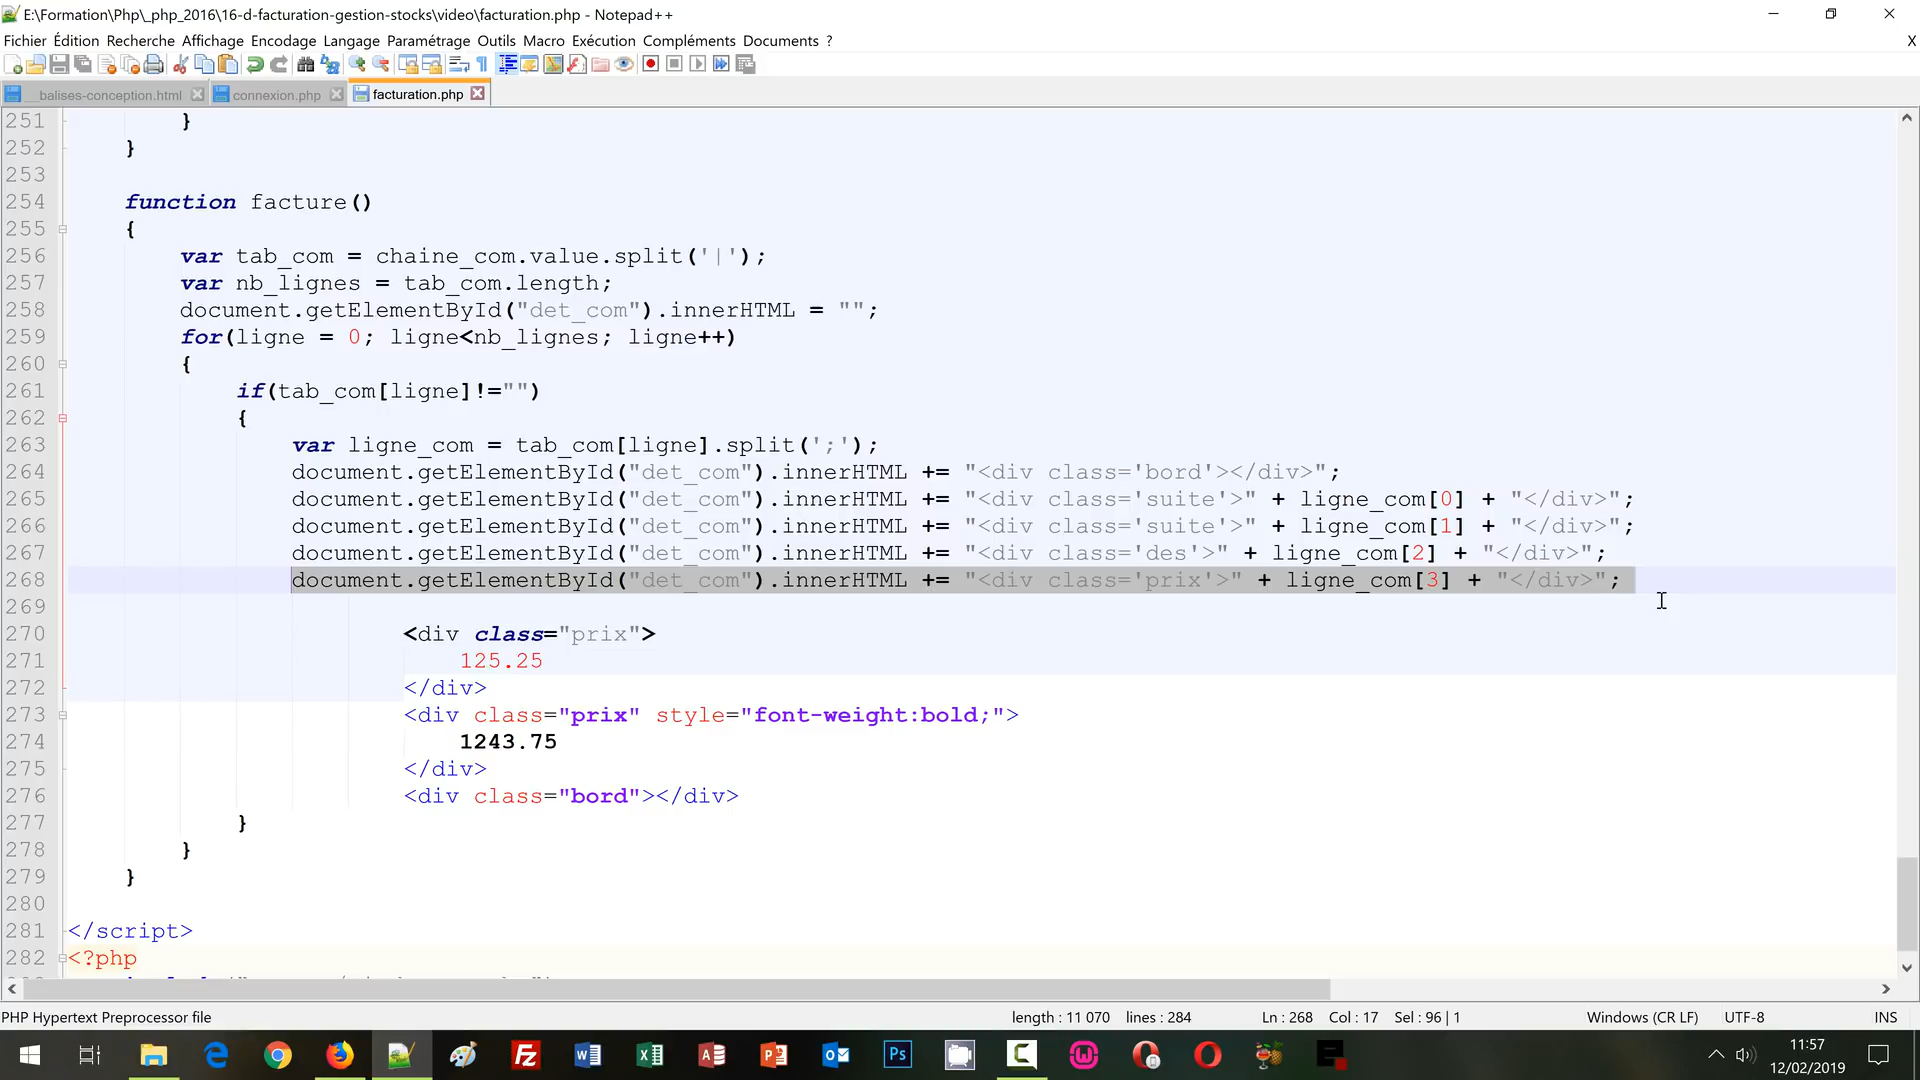 E:\Formation\Php\_php_2016\16-d-facturation-gestion-stocks\video\facturation.php - Notepad++
Fichier Édition Recherche Affichage Encodage Langage Paramétrage Outils Macro Exécution Compléments Documents ? X
__balises-conception.html connexion.php facturation.php
251 }
252 }
253
254 function facture()
255 {
256 var tab_com = chaine_com.value.split('|');
257 var nb_lignes = tab_com.length;
258 document.getElementById("det_com").innerHTML = "";
259 for(ligne = 0; ligne<nb_lignes; ligne++)
260 {
261 if(tab_com[ligne]!="")
262 {
263 var ligne_com = tab_com[ligne].split(';');
264 document.getElementById("det_com").innerHTML += "<div class='bord'></div>";
265 document.getElementById("det_com").innerHTML += "<div class='suite'>" + ligne_com[0] + "</div>";
266 document.getElementById("det_com").innerHTML += "<div class='suite'>" + ligne_com[1] + "</div>";
267 document.getElementById("det_com").innerHTML += "<div class='des'>" + ligne_com[2] + "</div>";
268 document.getElementById("det_com").innerHTML += "<div class='prix'>" + ligne_com[3] + "</div>";
269
270 <div class="prix">
271 125.25
272 </div>
273 <div class="prix" style="font-weight:bold;">
274 1243.75
275 </div>
276 <div class="bord"></div>
277 }
278 }
279 }
280
281 </script>
282 <?php
PHP Hypertext Preprocessor file length : 11 070 lines : 284 Ln : 268 Col : 17 Sel : 96 | 1 Windows (CR LF) UTF-8 INS
11:57
12/02/2019